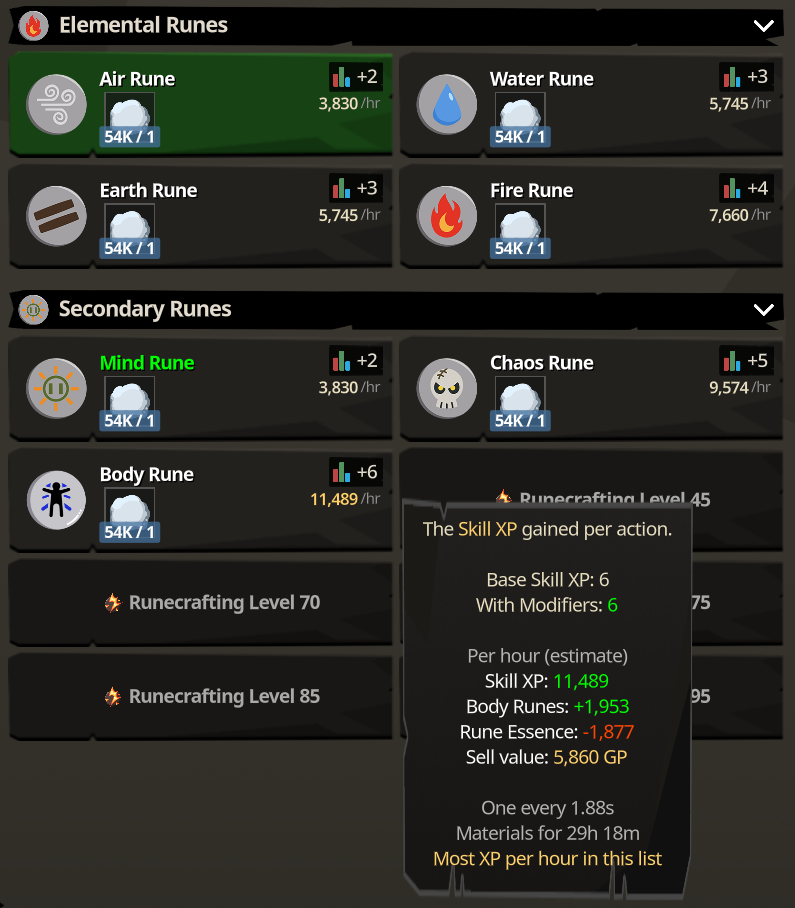 Elemental Runes
Air Rune
+2
3,830 /hr
54K / 1
Water Rune
+3
5,745 /hr
54K / 1
Earth Rune
+3
5,745 /hr
54K / 1
Fire Rune
+4
7,660 /hr
54K / 1
Secondary Runes
Mind Rune
+2
3,830 /hr
54K / 1
Chaos Rune
+5
9,574 /hr
54K / 1
Body Rune
+6
11,489 /hr
54K / 1
Runecrafting Level 45
Runecrafting Level 70
75
Runecrafting Level 85
95
The Skill XP gained per action.
Base Skill XP: 6
With Modifiers: 6
Per hour (estimate)
Skill XP: 11,489
Body Runes: +1,953
Rune Essence: -1,877
Sell value: 5,860 GP
One every 1.88s
Materials for 29h 18m
Most XP per hour in this list